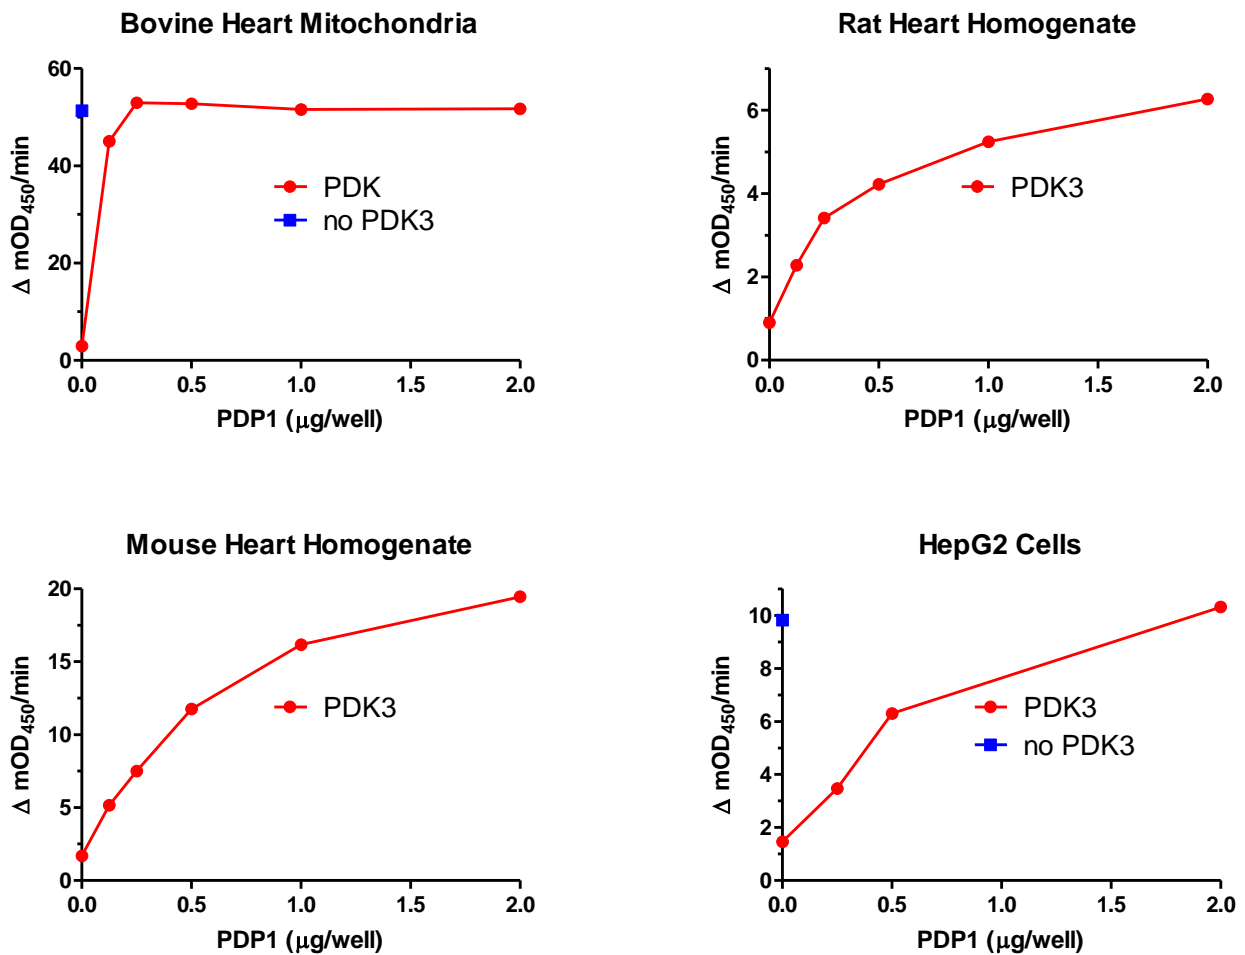 Bovine Heart Mitochondria
60
40
20
0
Δ mOD450/min
PDK
no PDK3
0.0 0.5 1.0 1.5 2.0
PDP1 (μg/well)
Rat Heart Homogenate
6
4
2
0
Δ mOD450/min
PDK3
0.0 0.5 1.0 1.5 2.0
PDP1 (μg/well)
Mouse Heart Homogenate
20
15
10
5
0
Δ mOD450/min
PDK3
0.0 0.5 1.0 1.5 2.0
PDP1 (μg/well)
HepG2 Cells
10
8
6
4
2
0
Δ mOD450/min
PDK3
no PDK3
0.0 0.5 1.0 1.5 2.0
PDP1 (μg/well)